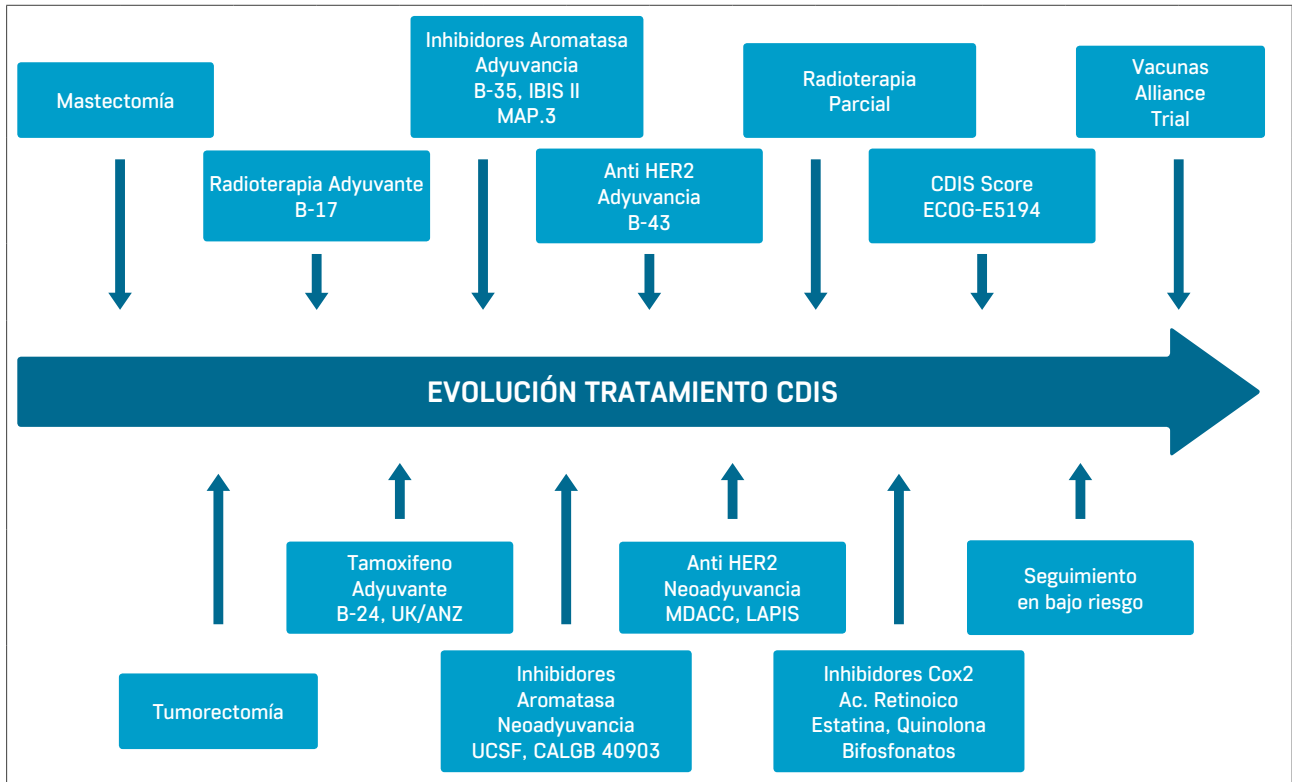 Mastectomía
Radioterapia Adyuvante
B-17
Inhibidores Aromatasa
Adyuvancia
B-35, IBIS II
MAP.3
Anti HER2
Adyuvancia
B-43
Radioterapia
Parcial
CDIS Score
ECOG-E5194
Vacunas
Alliance
Trial
EVOLUCIÓN TRATAMIENTO CDIS
Tumorectomía
Tamoxifeno
Adyuvante
B-24, UK/ANZ
Inhibidores
Aromatasa
Neoadyuvancia
UCSF, CALGB 40903
Anti HER2
Neoadyuvancia
MDACC, LAPIS
Inhibidores Cox2
Ac. Retinoico
Estatina, Quinolona
Bifosfonatos
Seguimiento
en bajo riesgo